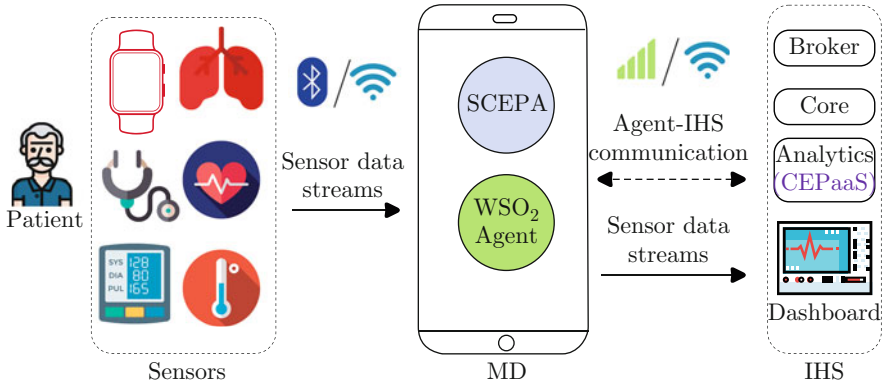 Patient
SYS 128
DIA 80
PUL 165
Sensors
Sensor data
streams
SCEPA
WSO₂
Agent
MD
Agent-IHS
communication
Sensor data
streams
Broker
Core
Analytics
(CEPaaS)
Dashboard
IHS